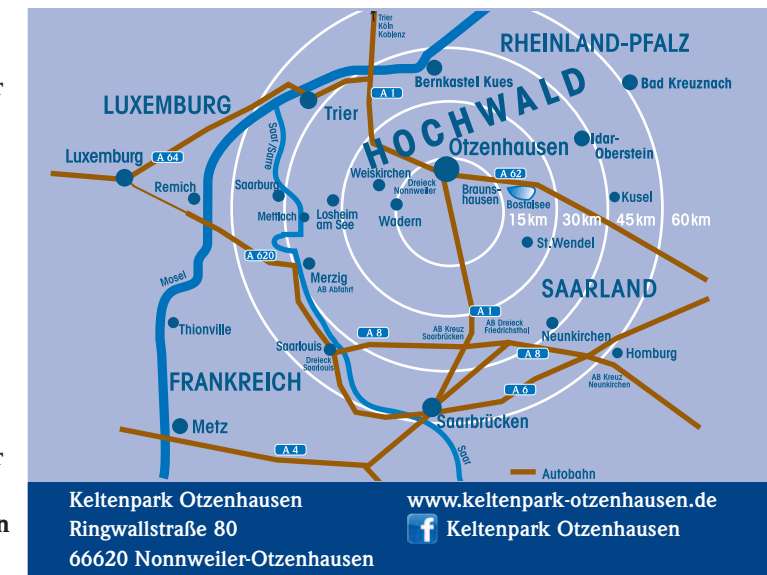 r
r
n
Trier
Köln
Koblenz
RHEINLAND-PFALZ
Bernkastel Kues
Bad Kreuznach
A 1
LUXEMBURG
Trier
HOCHWALD
Otzenhausen
Idar-
Oberstein
Saar/Sarre
Luxemburg
A 64
Weiskirchen
Dreieck
Nonnweiler
A 62
Remich
Saarburg
Brauns-
hausen
Bostalsee
Kusel
Mettlach
Losheim
am See
Wadern
15 km 30 km 45 km 60 km
St.Wendel
A 620
Mosel
Merzig
AB Abfahrt
SAARLAND
A 1
Thionville
A 8
AB Kreuz
Saarbrücken
AB Dreieck
Friedrichsthal
Neunkirchen
Saarlouis
Dreieck
Saarlouis
A 8
Homburg
FRANKREICH
A 6
AB Kreuz
Neunkirchen
Metz
Saarbrücken
A 4
Saar
Autobahn
Keltenpark Otzenhausen
Ringwallstraße 80
66620 Nonnweiler-Otzenhausen
www.keltenpark-otzenhausen.de
f Keltenpark Otzenhausen